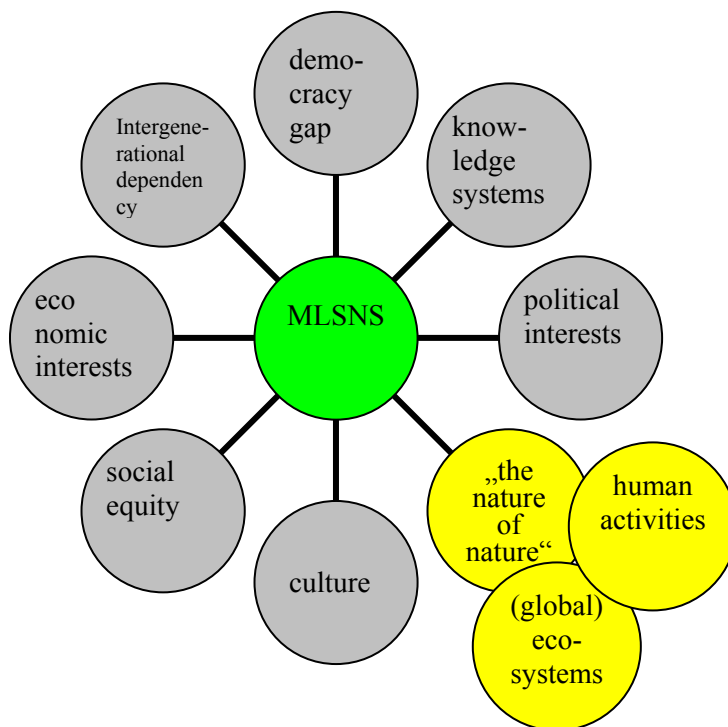 demo-
cracy
gap
Intergene-
rational
dependen
cy
know-
ledge
systems
eco
nomic
interests
MLSNS
political
interests
social
equity
culture
„the
nature
of
nature“
human
activities
(global)
eco-
systems